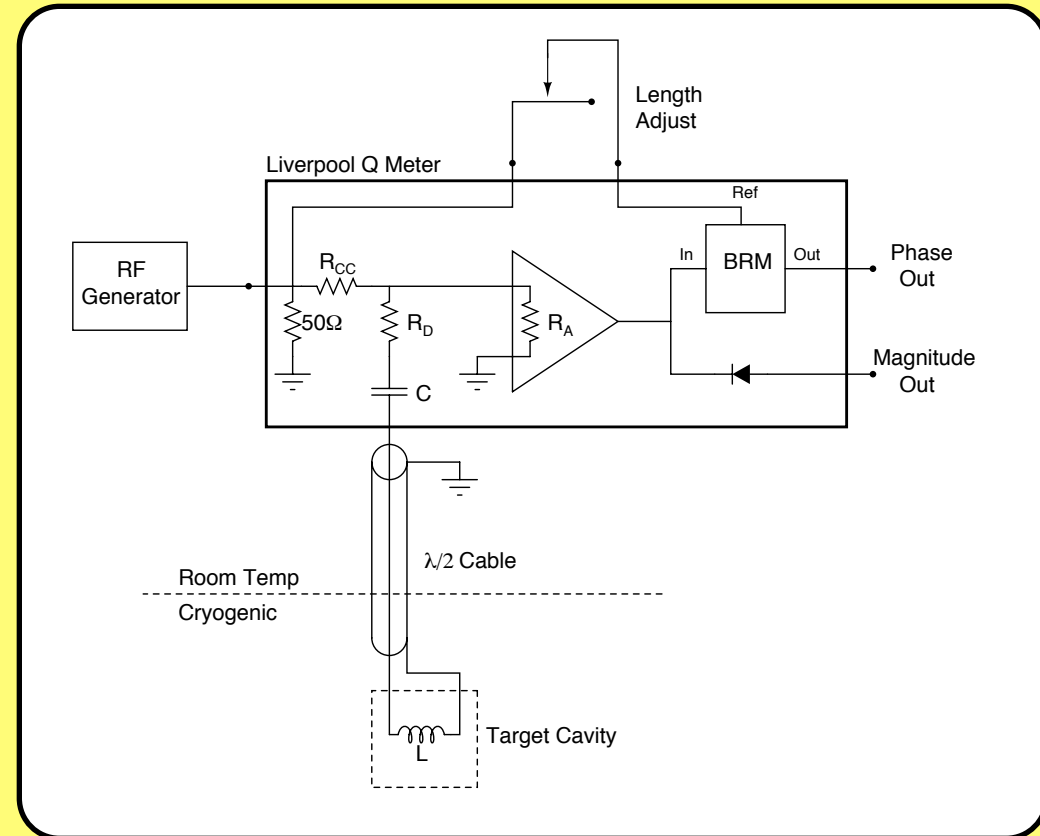 Length
Adjust
Liverpool Q Meter
Ref
RF
Generator
R_CC
In
BRM
Out
Phase
Out
50Ω
R_D
R_A
Magnitude
Out
C
λ/2 Cable
Room Temp
Cryogenic
Target Cavity
L